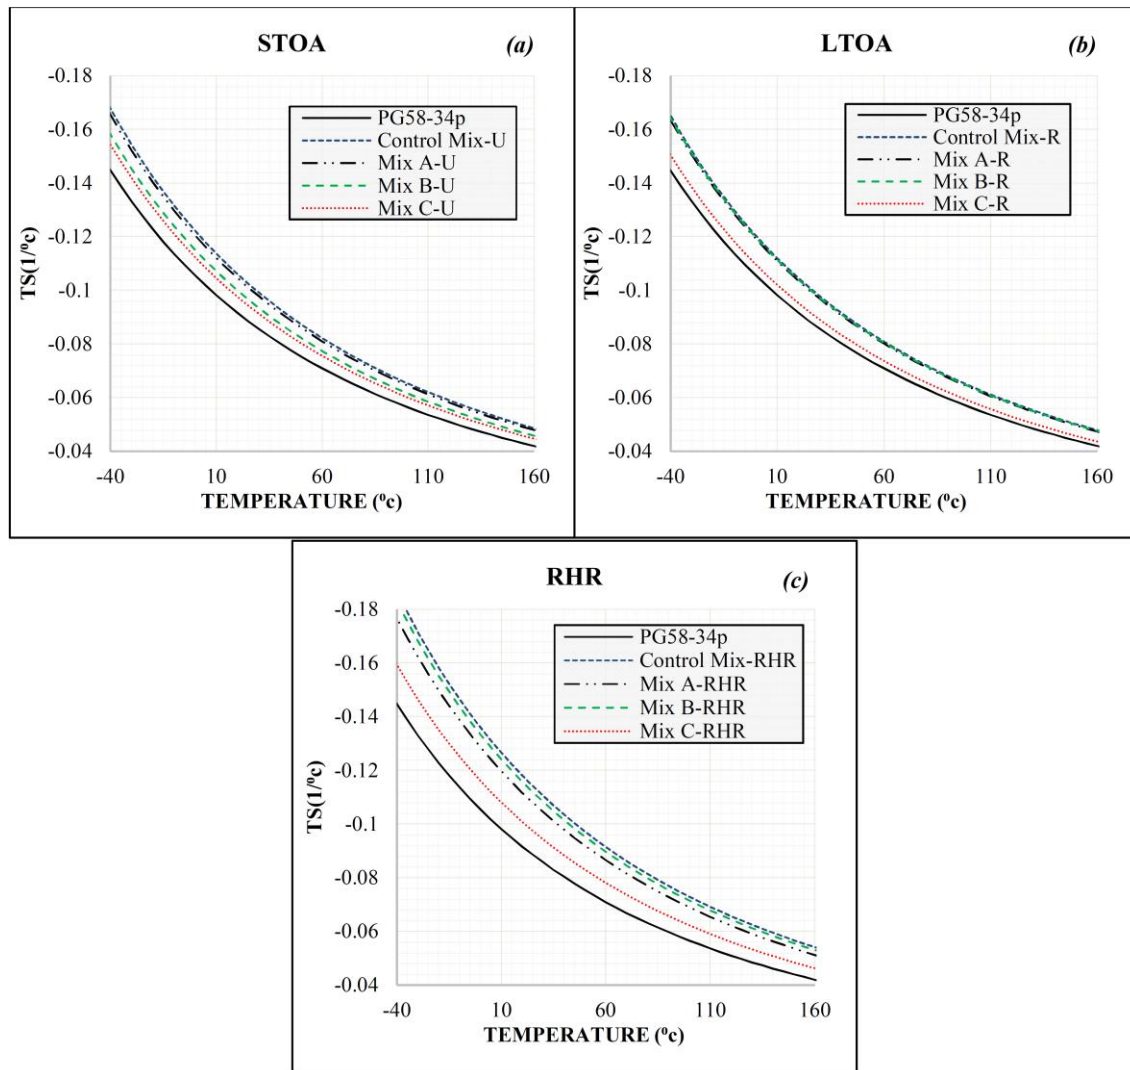 STOA (a)
-0.18
-0.16
-0.14
-0.12
-0.1
-0.08
-0.06
-0.04
TS(1/ºc)
PG58-34p
Control Mix-U
Mix A-U
Mix B-U
Mix C-U
-40 10 60 110 160
TEMPERATURE (ºc)
LTOA (b)
-0.18
-0.16
-0.14
-0.12
-0.1
-0.08
-0.06
-0.04
TS(1/ºc)
PG58-34p
Control Mix-R
Mix A-R
Mix B-R
Mix C-R
-40 10 60 110 160
TEMPERATURE (ºc)
RHR (c)
-0.18
-0.16
-0.14
-0.12
-0.1
-0.08
-0.06
-0.04
TS(1/ºc)
PG58-34p
Control Mix-RHR
Mix A-RHR
Mix B-RHR
Mix C-RHR
-40 10 60 110 160
TEMPERATURE (ºc)